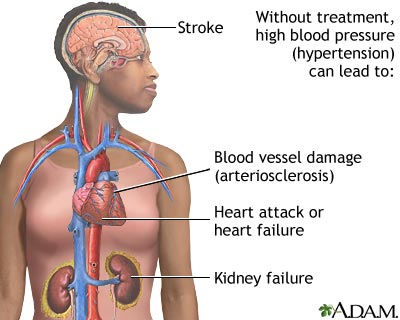 Stroke
Without treatment,
high blood pressure
(hypertension)
can lead to:
Blood vessel damage
(arteriosclerosis)
Heart attack or
heart failure
Kidney failure
ADAM.